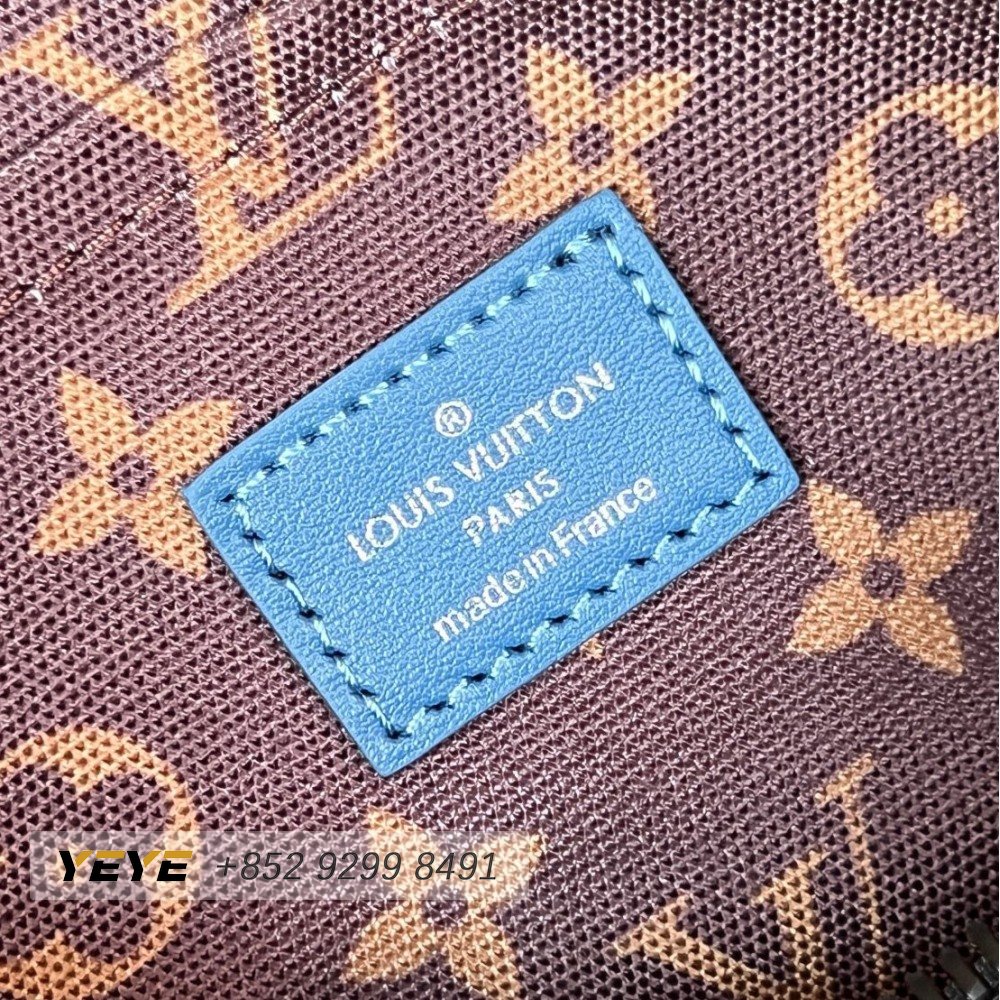 ®
LOUIS VUITTON
PARIS
made in France
YEYE +852 9299 8491